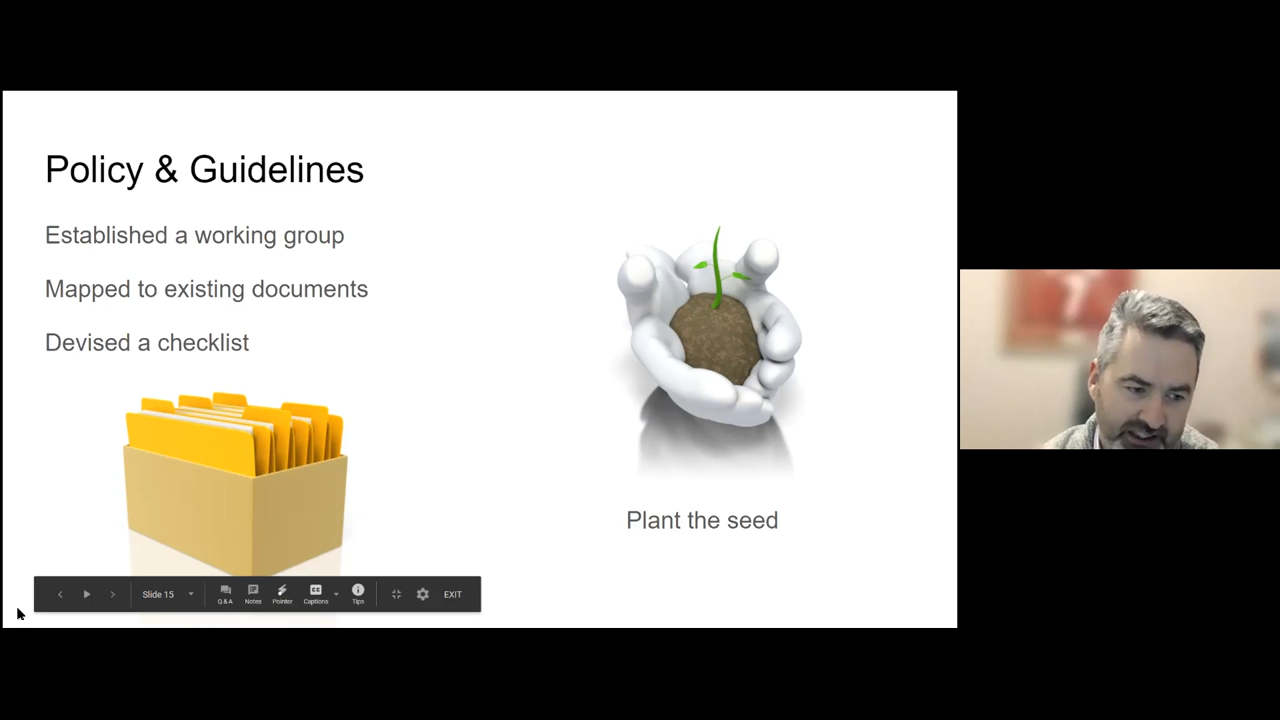 Policy & Guidelines
Established a working group
Mapped to existing documents
Devised a checklist
Plant the seed
Slide 15
Q & A
Notes
Pointer
Captions
Tips
EXIT